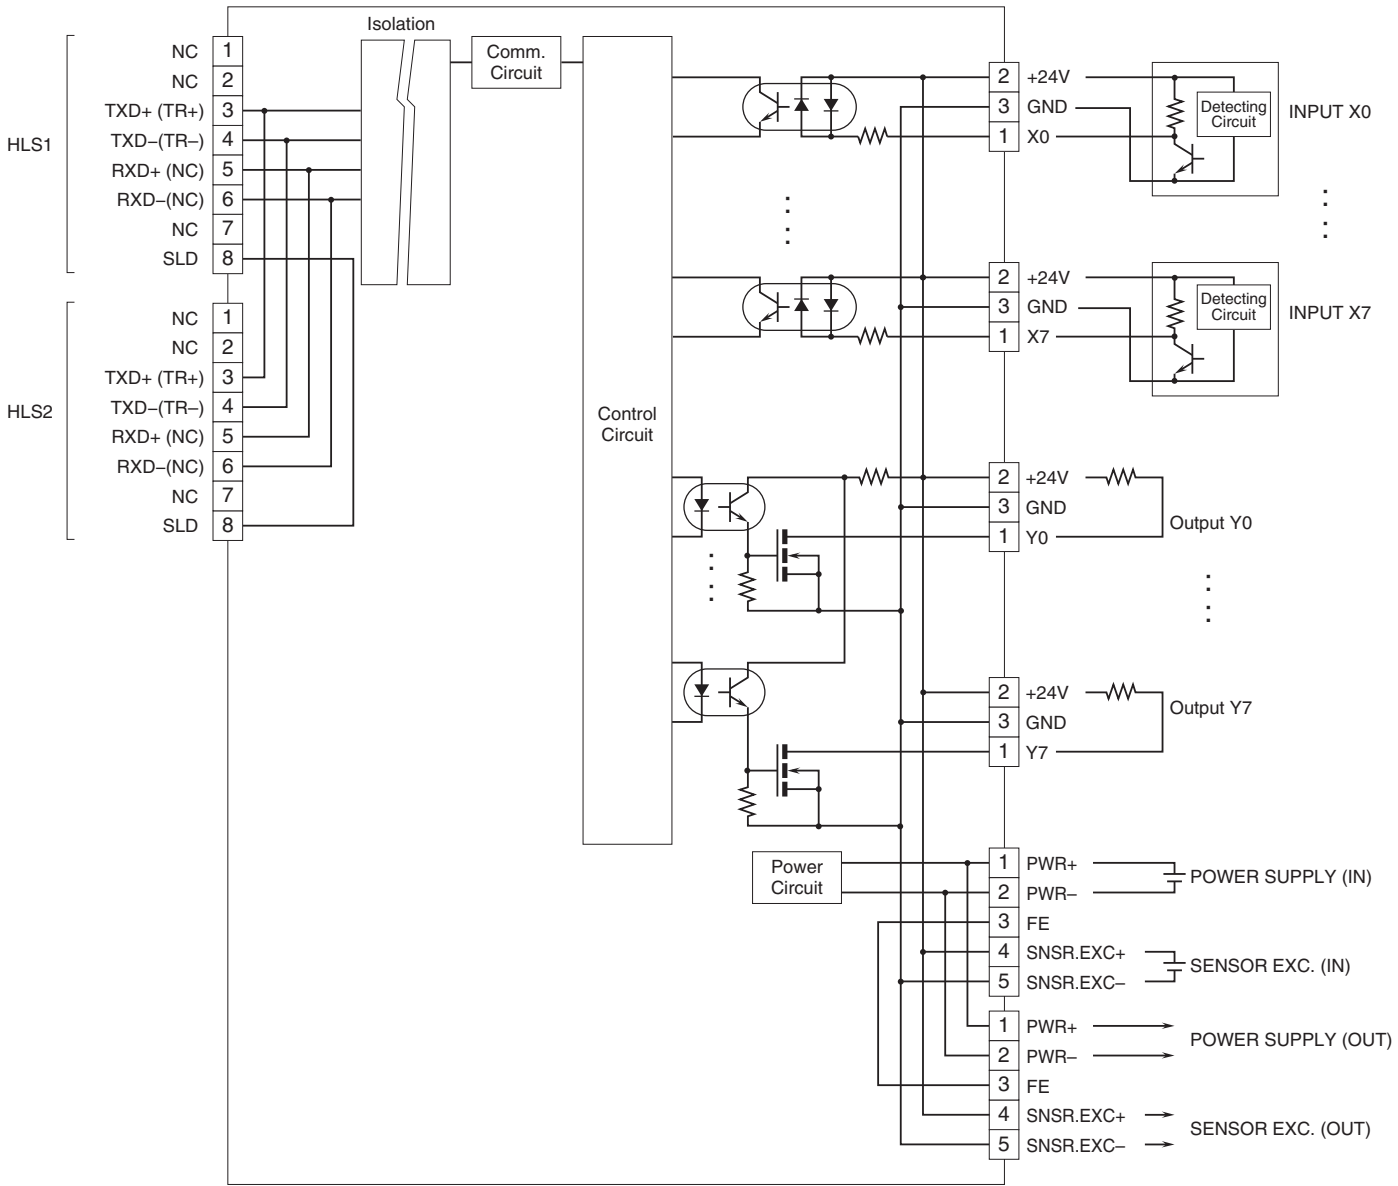 Isolation
Comm.
Circuit
Control
Circuit
HLS1
NC 1
NC 2
TXD+ (TR+) 3
TXD–(TR–) 4
RXD+ (NC) 5
RXD–(NC) 6
NC 7
SLD 8
HLS2
NC 1
NC 2
TXD+ (TR+) 3
TXD–(TR–) 4
RXD+ (NC) 5
RXD–(NC) 6
NC 7
SLD 8
2 +24V
3 GND
1 X0
Detecting
Circuit
INPUT X0
2 +24V
3 GND
1 X7
Detecting
Circuit
INPUT X7
2 +24V
3 GND
1 Y0
Output Y0
2 +24V
3 GND
1 Y7
Output Y7
Power
Circuit
1 PWR+
2 PWR–
3 FE
4 SNSR.EXC+
5 SNSR.EXC–
POWER SUPPLY (IN)
SENSOR EXC. (IN)
1 PWR+
2 PWR–
3 FE
4 SNSR.EXC+
5 SNSR.EXC–
POWER SUPPLY (OUT)
SENSOR EXC. (OUT)